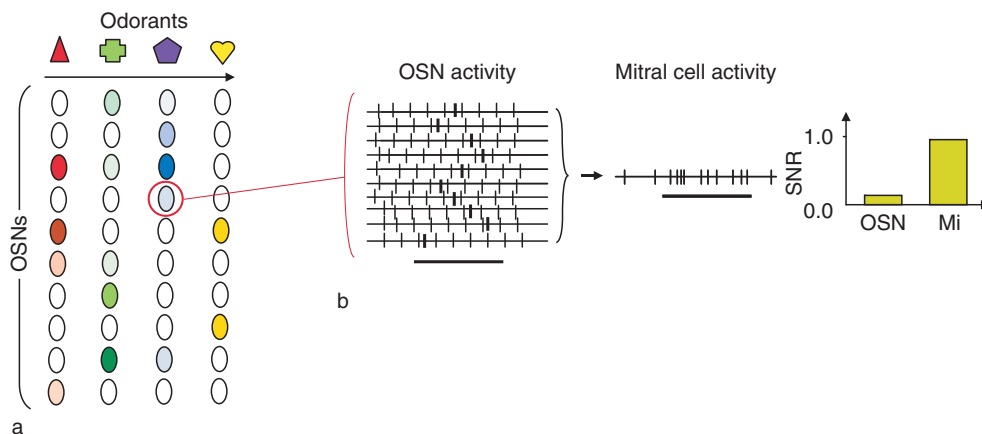 Odorants
OSNs
a
OSN activity
b
Mitral cell activity
SNR
1.0
0.0
OSN Mi